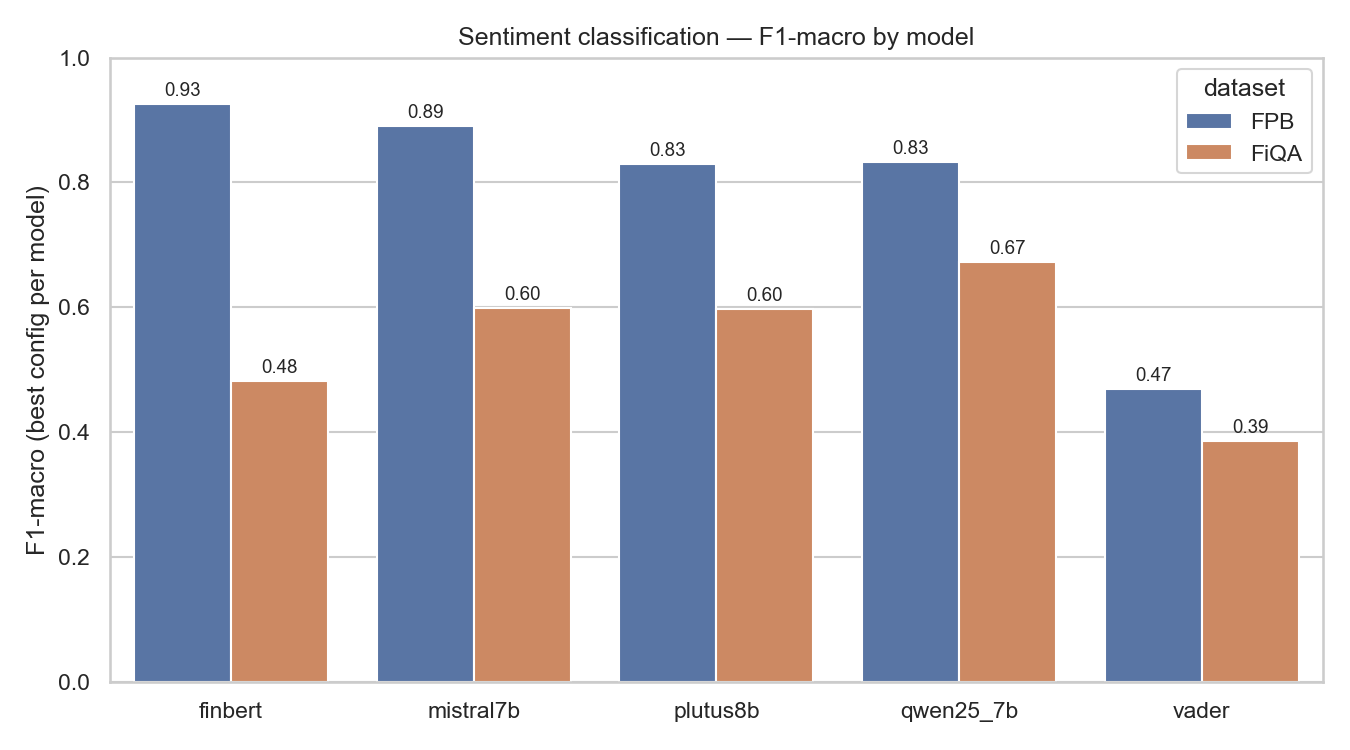 Sentiment classification — F1-macro by model
F1-macro (best config per model)
1.0
0.8
0.6
0.4
0.2
0.0
dataset
FPB
FiQA
0.93
0.48
0.89
0.60
0.83
0.60
0.83
0.67
0.47
0.39
finbert
mistral7b
plutus8b
qwen25_7b
vader